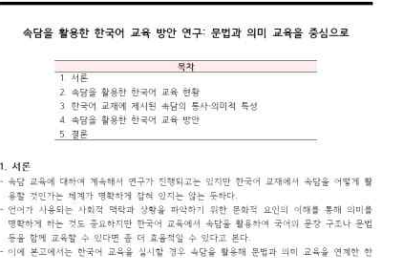 속담을 활용한 한국어 교육 방안 연구: 문법과 의미 교육을 중심으로
목차
1 서론
2 속담을 활용한 한국어 교육 현황
3 한국어 교재에 제시된 속담의 통사·의미적 특성
4 속담을 활용한 한국어 교육 방안
5 결론
1. 서론
- 속담 교육에 대하여 계속해서 연구가 진행되고는 있지만 한국어 교재에서 속담을 어떻게 활
용할 것인가는 체계가 명확하게 잡혀 있지는 않는 듯하다.
- 언어가 사용되는 사회적 맥락과 상황을 파악하기 위한 문화적 요인의 이해를 통해 의미를
명확하게 하는 것도 중요하지만 한국어 교육에서 속담을 활용하여 국어의 문장 구조나 문법
등을 함께 교육할 수 있다면 좀 더 효율적일 수 있다고 본다.
- 이에 본고에서는 한국어 교육을 실시할 경우 속담을 활용해 문법과 의미 교육을 연계한 한